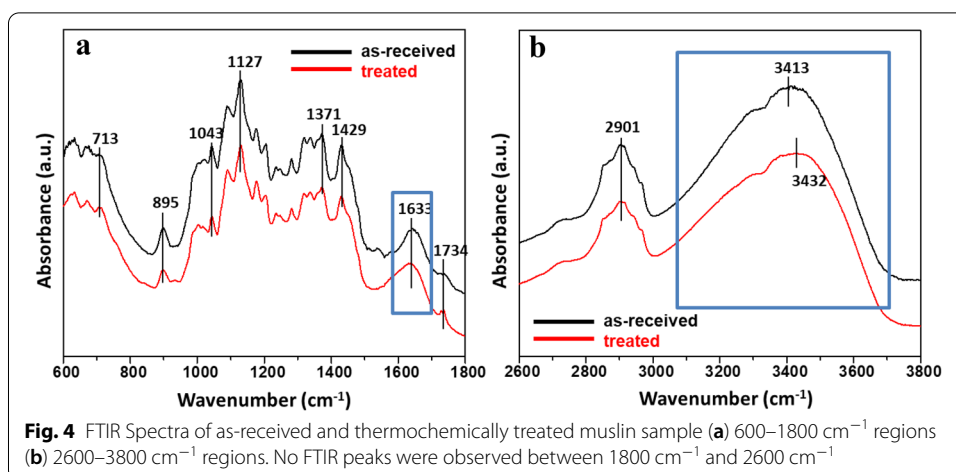 a
as-received
treated
1127
713
1043
1371
1429
895
1633
1734
Absorbance (a.u.)
600 800 1000 1200 1400 1600 1800
Wavenumber (cm⁻¹)
b
as-received
treated
3413
2901
3432
Absorbance (a.u.)
as-received
treated
2600 3000 3200 3400 3600 3800
Wavenumber (cm⁻¹)
Fig. 4 FTIR Spectra of as-received and thermochemically treated muslin sample (a) 600–1800 cm⁻¹ regions
(b) 2600–3800 cm⁻¹ regions. No FTIR peaks were observed between 1800 cm⁻¹ and 2600 cm⁻¹